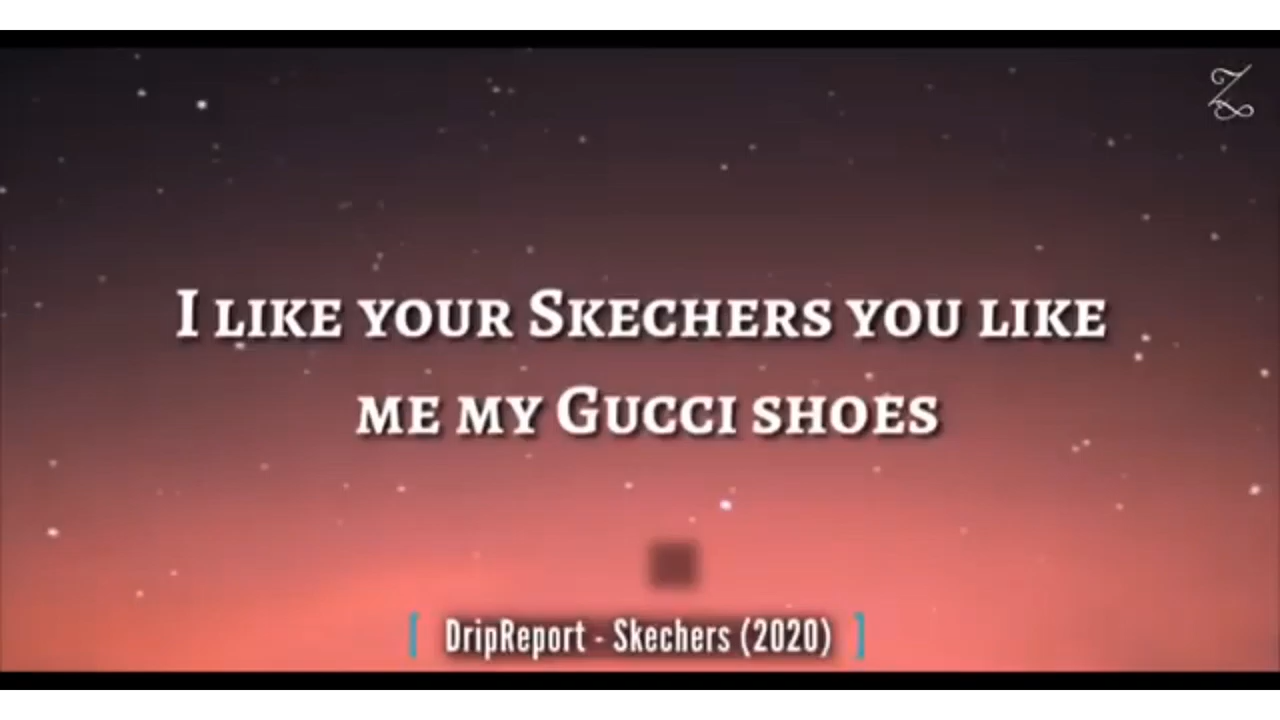 I LIKE YOUR SKECHERS YOU LIKE
ME MY GUCCI SHOES
[ DripReport - Skechers (2020) ]
Z